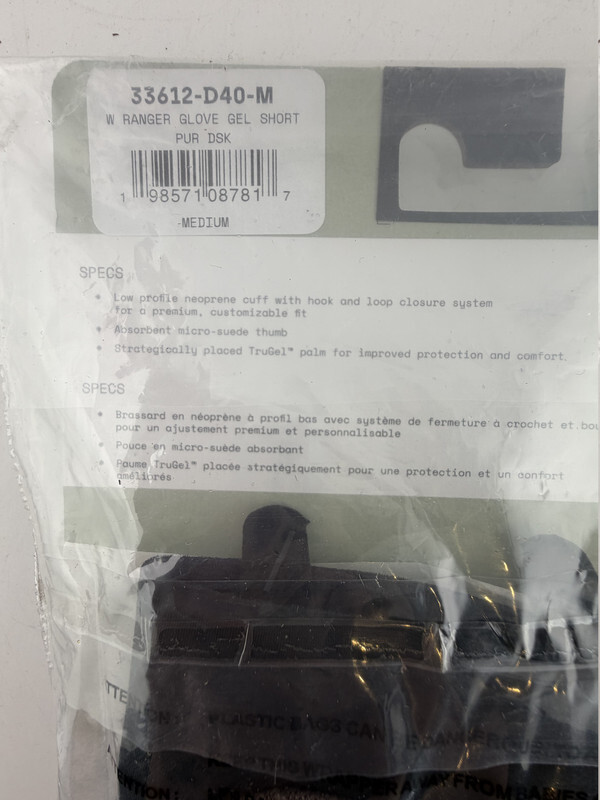 33612-D40-M
W RANGER GLOVE GEL SHORT
PUR DSK
1 98571 08781 7
MEDIUM
SPECS
• Low profile neoprene cuff with hook and loop closure system
for a premium, customizable fit
• Absorbent micro-suede thumb
• Strategically placed TruGel™ palm for improved protection and comfort
SPECS
• Brassard en néoprène à profil bas avec système de fermeture à crochet et bou
pour un ajustement premium et personnalisable
• Pouce en micro-suède absorbant
• Paume TruGel™ placée stratégiquement pour une protection et un confort
améliorés
PLASTIC BAGS CAN
AWAY FROM BABIES